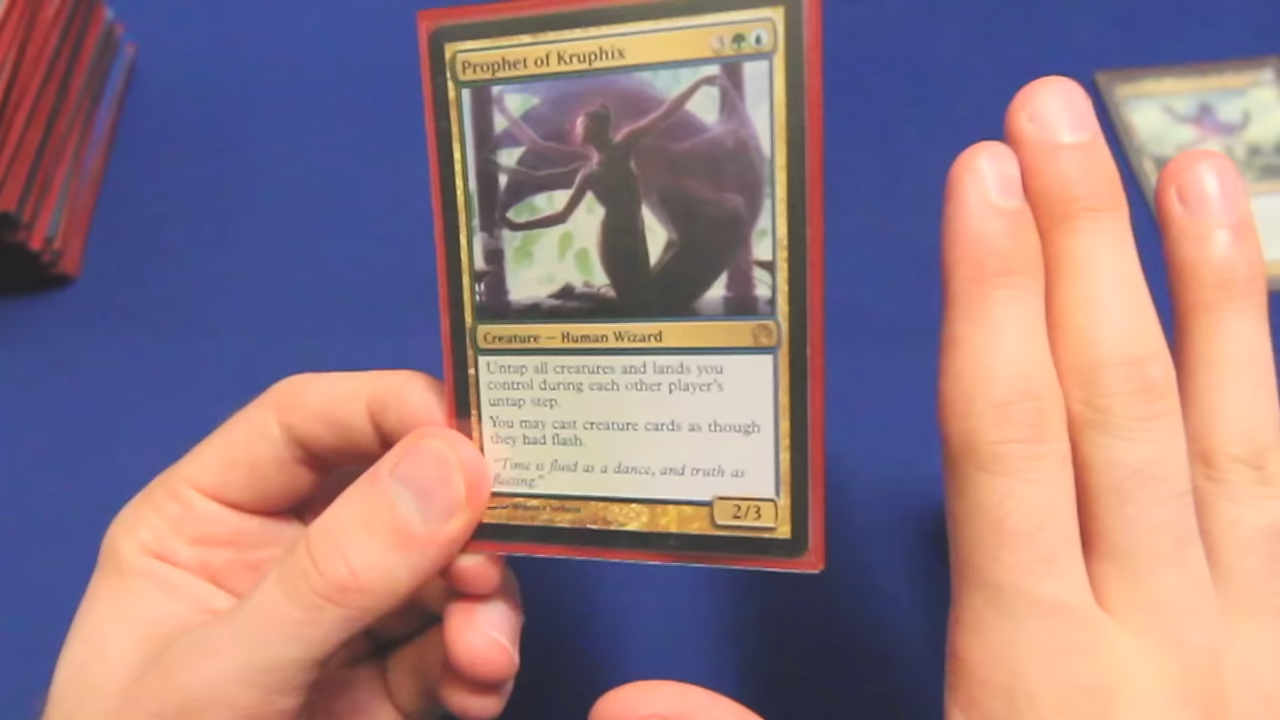 Prophet of Kruphix
3
Creature — Human Wizard
Untap all creatures and lands you
control during each other player's
untap step.
You may cast creature cards as though
they had flash.
"Time is fluid as a dance, and truth as
fleeting."
2/3